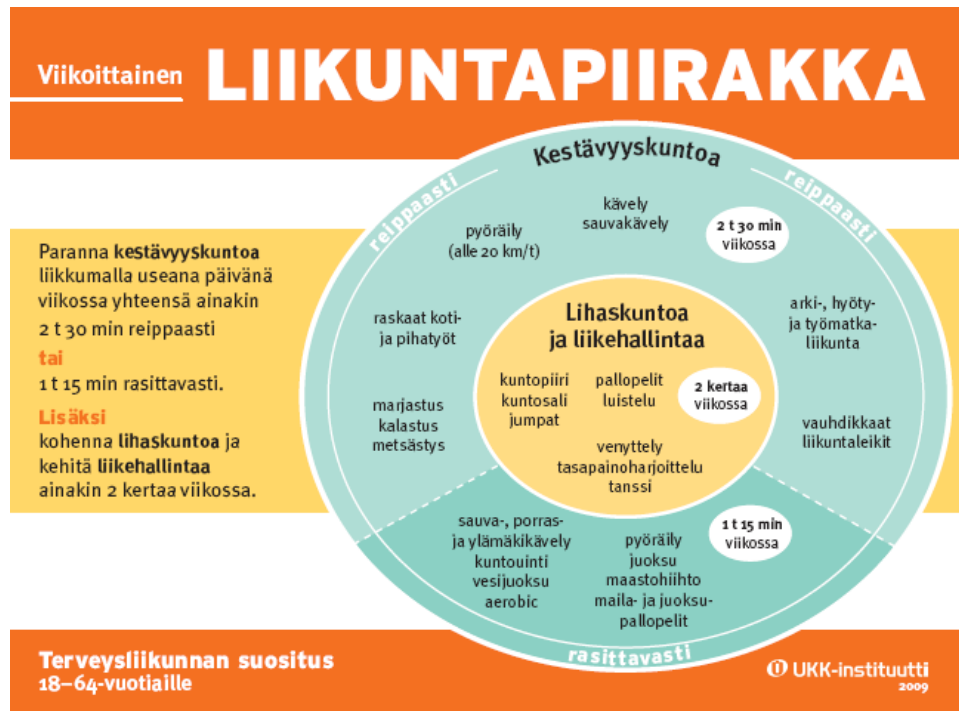 Viikoittainen LIIKUNTAPIIRAKKA
Paranna kestävyyskuntoa
liikkumalla useana päivänä
viikossa yhteensä ainakin
2 t 30 min reippaasti
tai
1 t 15 min rasittavasti.
Lisäksi
kohenna lihaskuntoa ja
kehitä liikehallintaa
ainakin 2 kertaa viikossa.
Kestävyyskuntoa
reippaasti
reippaasti
kävely
sauvakävely
2 t 30 min
viikossa
pyöräily
(alle 20 km/t)
raskaat koti-
ja pihatyöt
marjastus
kalastus
metsästys
arki-, hyöty-
ja työmatka-
liikunta
vauhdikkaat
liikuntaleikit
Lihaskuntoa
ja liikehallintaa
kuntopiiri
kuntosali
jumpat
pallopelit
luistelu
2 kertaa
viikossa
venyttely
tasapainoharjoittelu
tanssi
sauva-, porras-
ja ylämäkikävely
kuntouinti
vesijuoksu
aerobic
pyöräily
juoksu
maastohiihto
maila- ja juoksu-
pallopelit
1 t 15 min
viikossa
rasittavasti
Terveysliikunnan suositus
18–64-vuotiaille
UKK-instituutti
2009